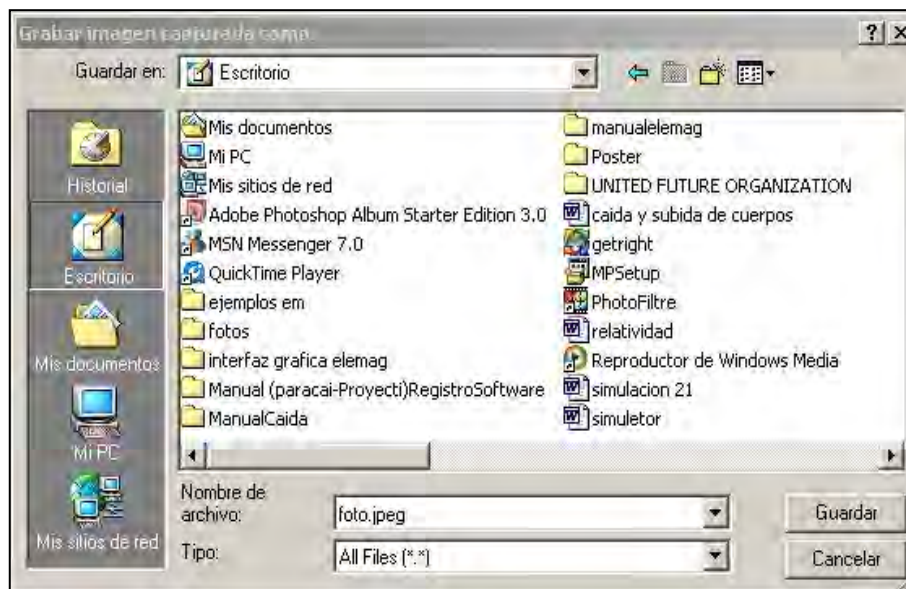 Grabar imagen capturada como
Guardar en: Escritorio
Historial
Escritorio
Mis documentos
Mi PC
Mis sitios de red
Mis documentos
Mi PC
Mis sitios de red
Adobe Photoshop Album Starter Edition 3.0
MSN Messenger 7.0
QuickTime Player
ejemplos em
fotos
interfaz grafica elemag
Manual (paracai-Proyecti)RegistroSoftware
ManualCaida
manualelemag
Poster
UNITED FUTURE ORGANIZATION
caida y subida de cuerpos
getright
MPSetup
PhotoFiltre
relatividad
Reproductor de Windows Media
simulacion 21
simuletor
Nombre de
archivo:
foto.jpeg
Guardar
Tipo:
All Files (*.*)
Cancelar